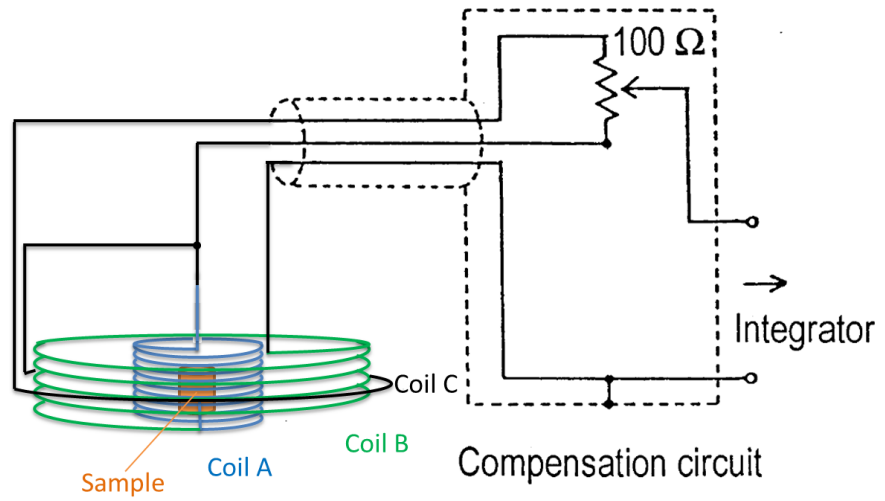 100 Ω
Integrator
Coil C
Coil B
Coil A
Sample
Compensation circuit